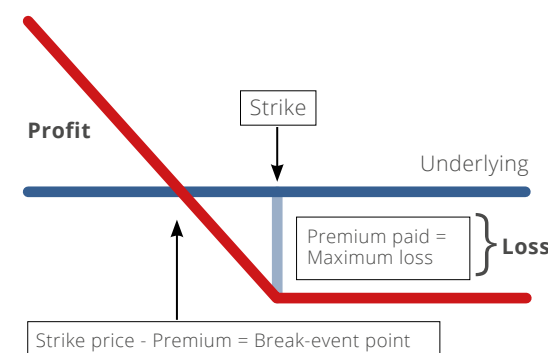 Strike
Profit
Underlying
Premium paid =
Maximum loss
Loss
Strike price - Premium = Break-event point